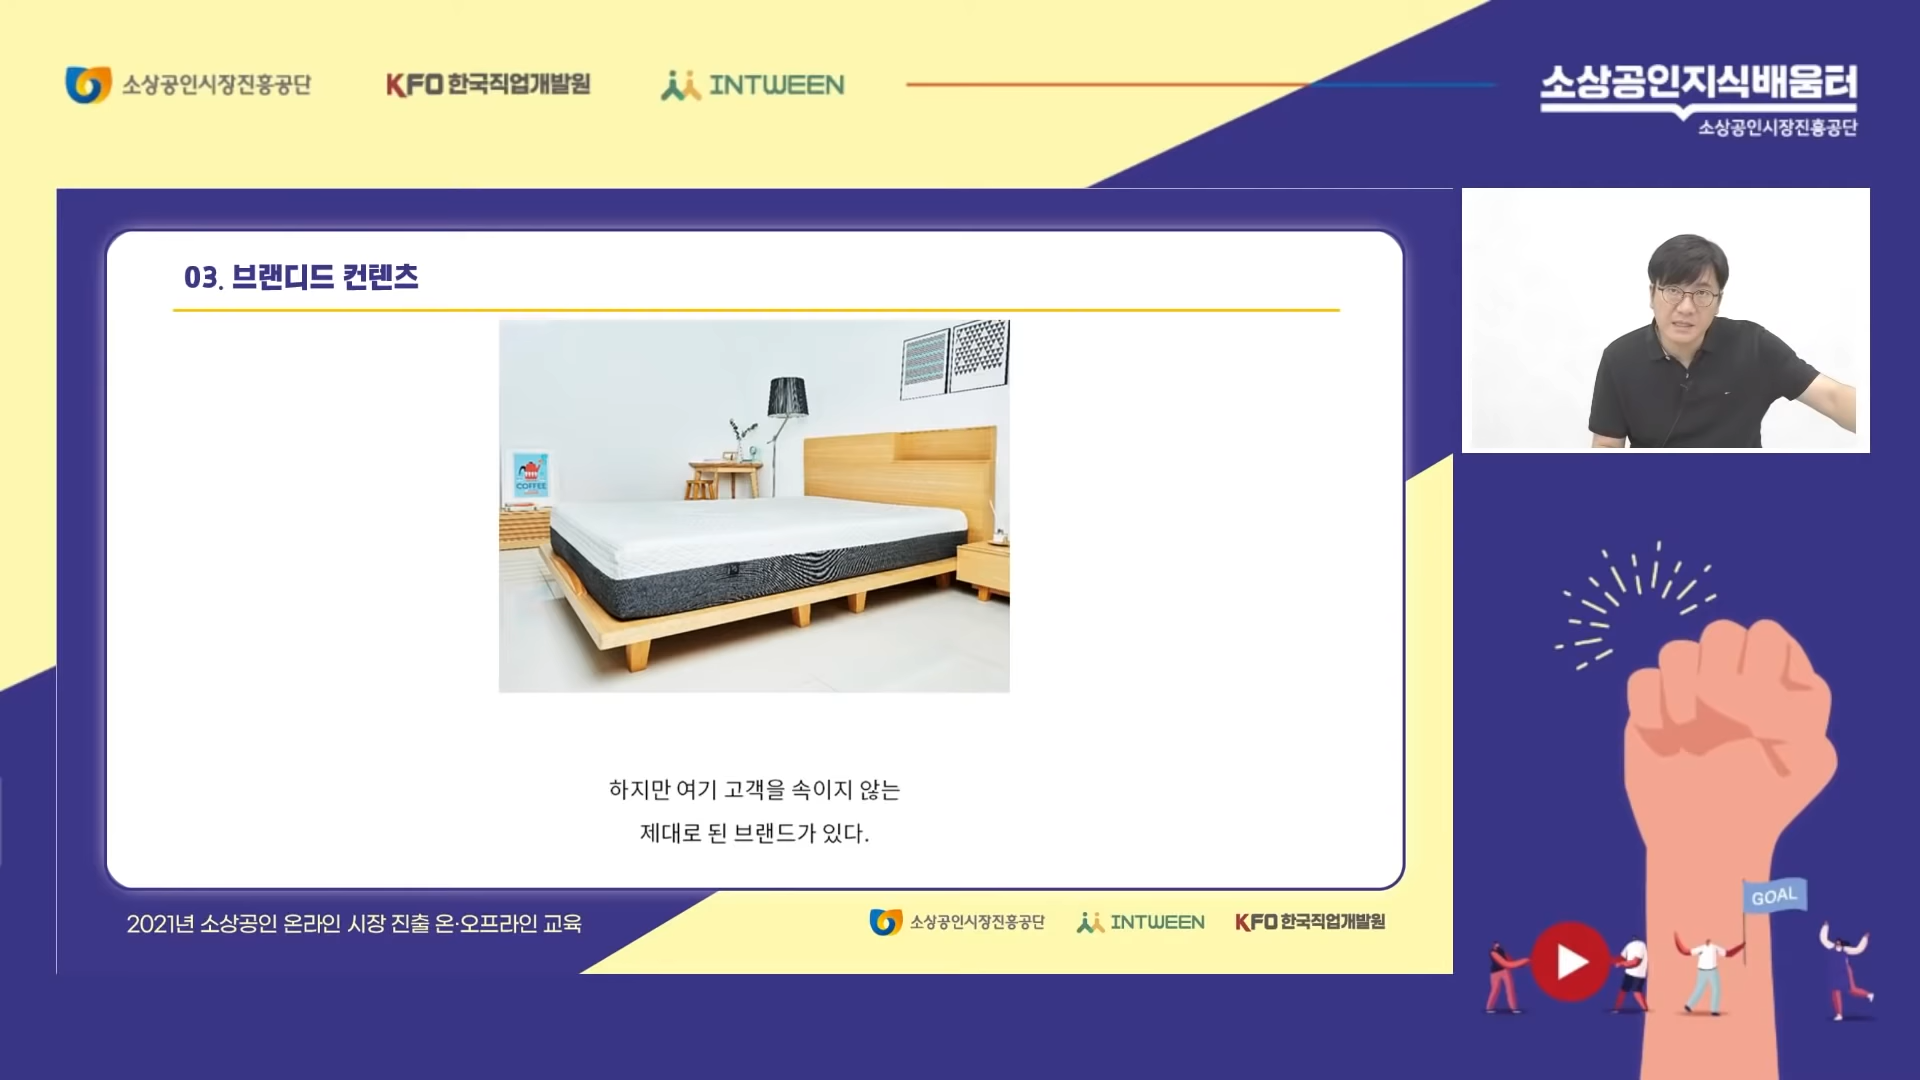 소상공인시장진흥공단
KFO 한국직업개발원
INTWEEN
소상공인지식배움터
소상공인시장진흥공단
03. 브랜디드 컨텐츠
COFFEE
하지만 여기 고객을 속이지 않는
제대로 된 브랜드가 있다.
2021년 소상공인 온라인 시장 진출 온·오프라인 교육
소상공인시장진흥공단
INTWEEN
KFO 한국직업개발원
GOAL